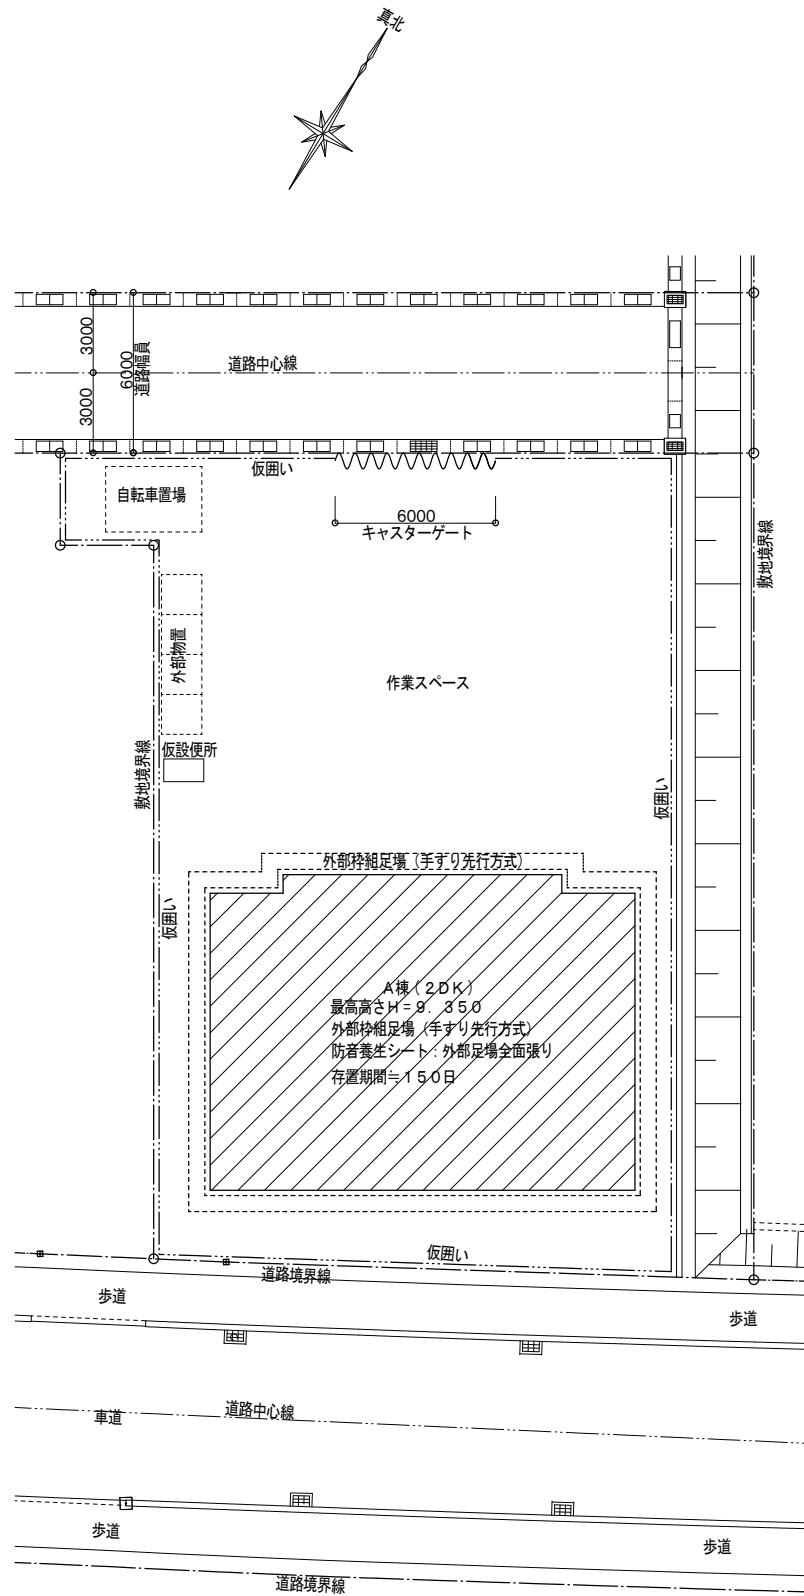 真北
3000
3000
6000
道路幅員
道路中心線
仮囲い
自転車置場
6000
キャスターゲート
敷地境界線
外部物置
作業スペース
仮設便所
敷地境界線
仮囲い
仮囲い
外部枠組足場（手すり先行方式）
A棟（２DK）
最高高さH＝９．３５０
外部枠組足場（手すり先行方式）
防音養生シート：外部足場全面張り
存置期間≒１５０日
仮囲い
道路境界線
歩道
歩道
車道
道路中心線
歩道
歩道
道路境界線